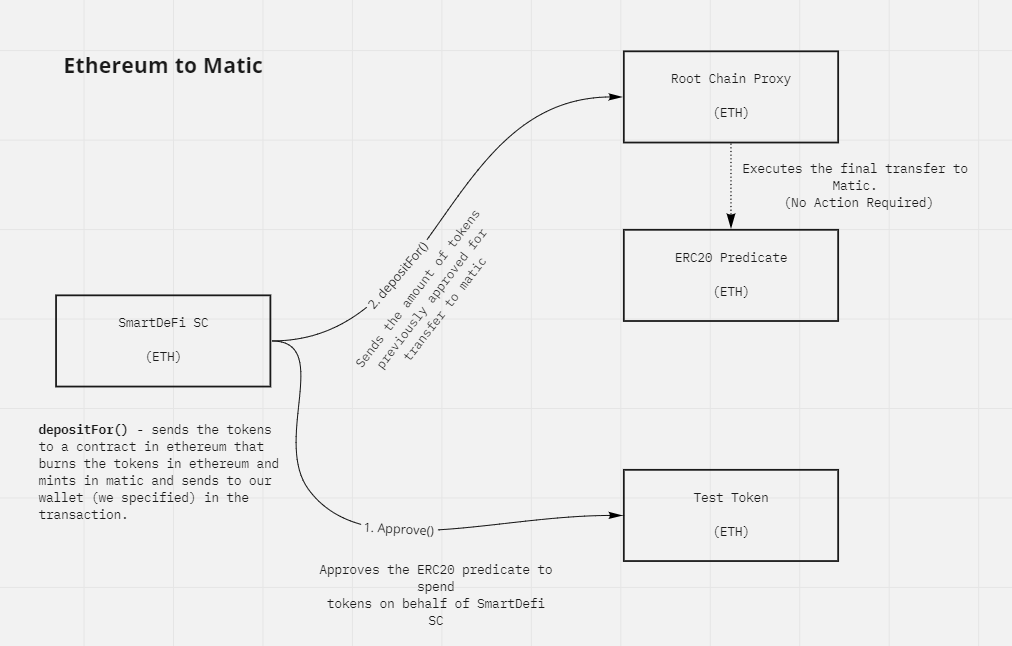 Ethereum to Matic
Root Chain Proxy
(ETH)
Executes the final transfer to
Matic.
(No Action Required)
ERC20 Predicate
(ETH)
2. depositFor()
Sends the amount of tokens
previously approved for
transfer to matic
SmartDeFi SC
(ETH)
depositFor() - sends the tokens
to a contract in ethereum that
burns the tokens in ethereum and
mints in matic and sends to our
wallet (we specified) in the
transaction.
Test Token
(ETH)
1. Approve()
Approves the ERC20 predicate to
spend
tokens on behalf of SmartDefi
SC